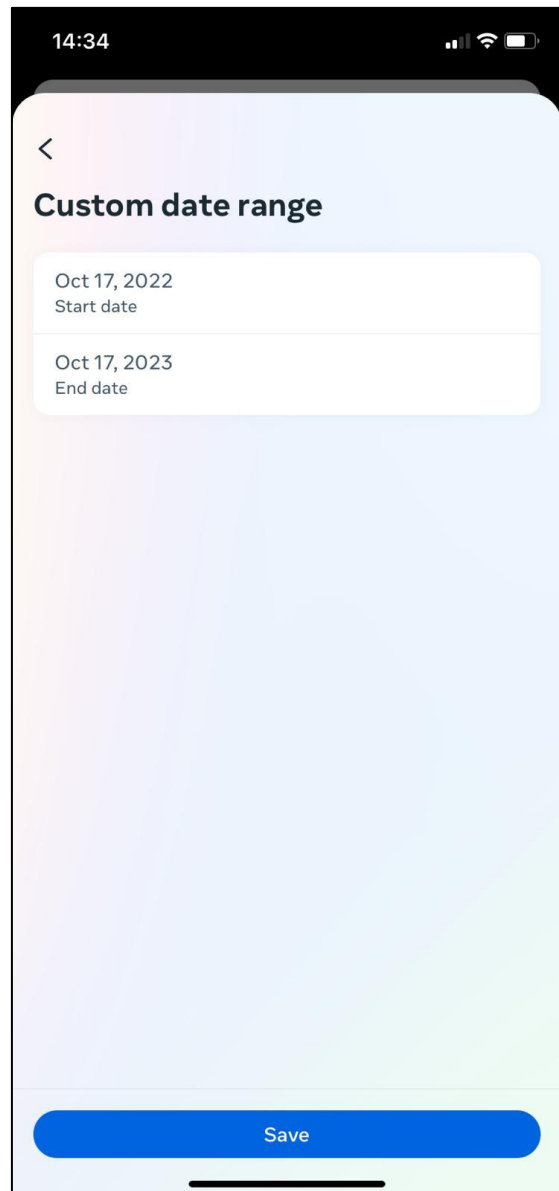 14:34
Custom date range
Oct 17, 2022
Start date
Oct 17, 2023
End date
Save